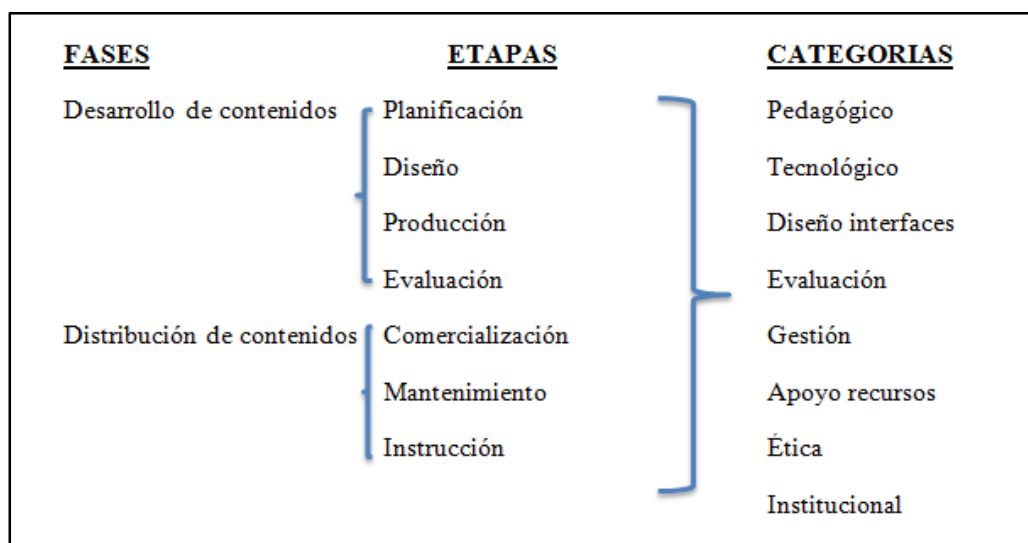 FASES ETAPAS CATEGORIAS
Desarrollo de contenidos Planificación Pedagógico
Diseño Tecnológico
Producción Diseño interfaces
Evaluación Evaluación
Distribución de contenidos Comercialización Gestión
Mantenimiento Apoyo recursos
Instrucción Ética
Institucional